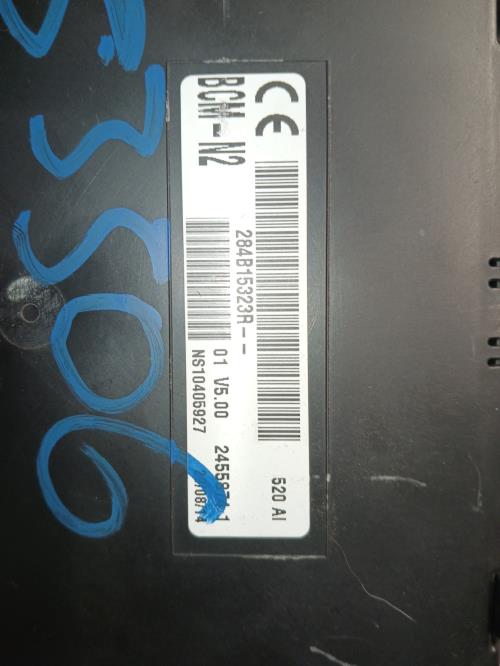 CE
284B15323R--
520 AI
BCM-N2
01 V5.00
NS10405927